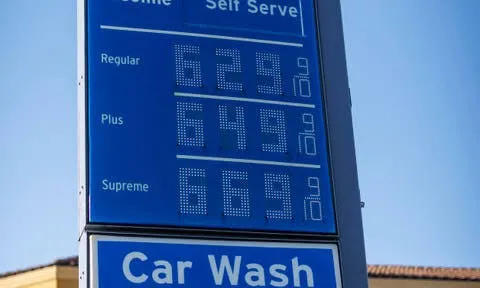 Self Serve
Regular 629 9/10
Plus 649 9/10
Supreme 669 9/10
Car Wash